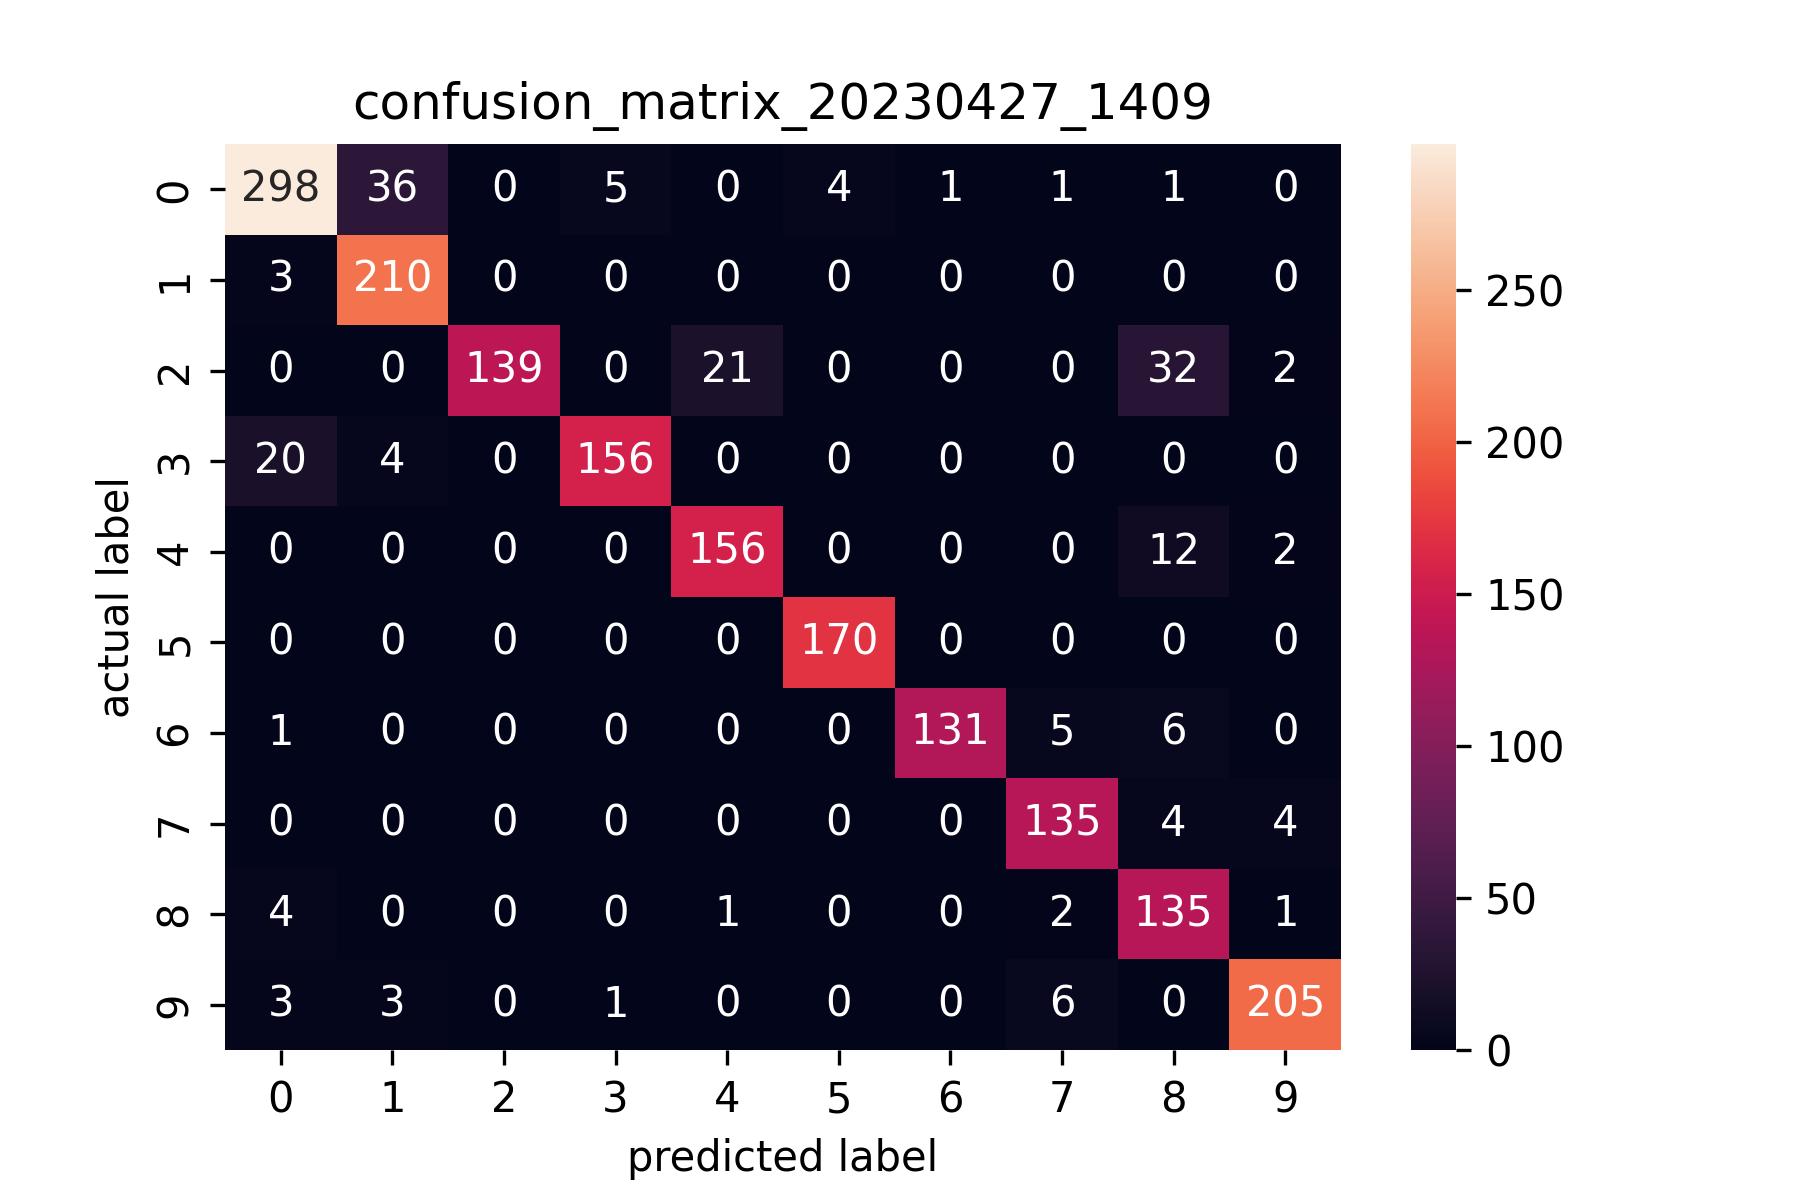 confusion_matrix_20230427_1409
0 298 36 0 5 0 4 1 1 1 0
1 3 210 0 0 0 0 0 0 0 0
2 0 0 139 0 21 0 0 0 32 2
3 20 4 0 156 0 0 0 0 0 0
4 0 0 0 0 156 0 0 0 12 2
5 0 0 0 0 0 170 0 0 0 0
6 1 0 0 0 0 0 131 5 6 0
7 0 0 0 0 0 0 0 135 4 4
8 4 0 0 0 1 0 0 2 135 1
9 3 3 0 1 0 0 0 6 0 205
0 1 2 3 4 5 6 7 8 9
predicted label
actual label
250
200
150
100
50
0